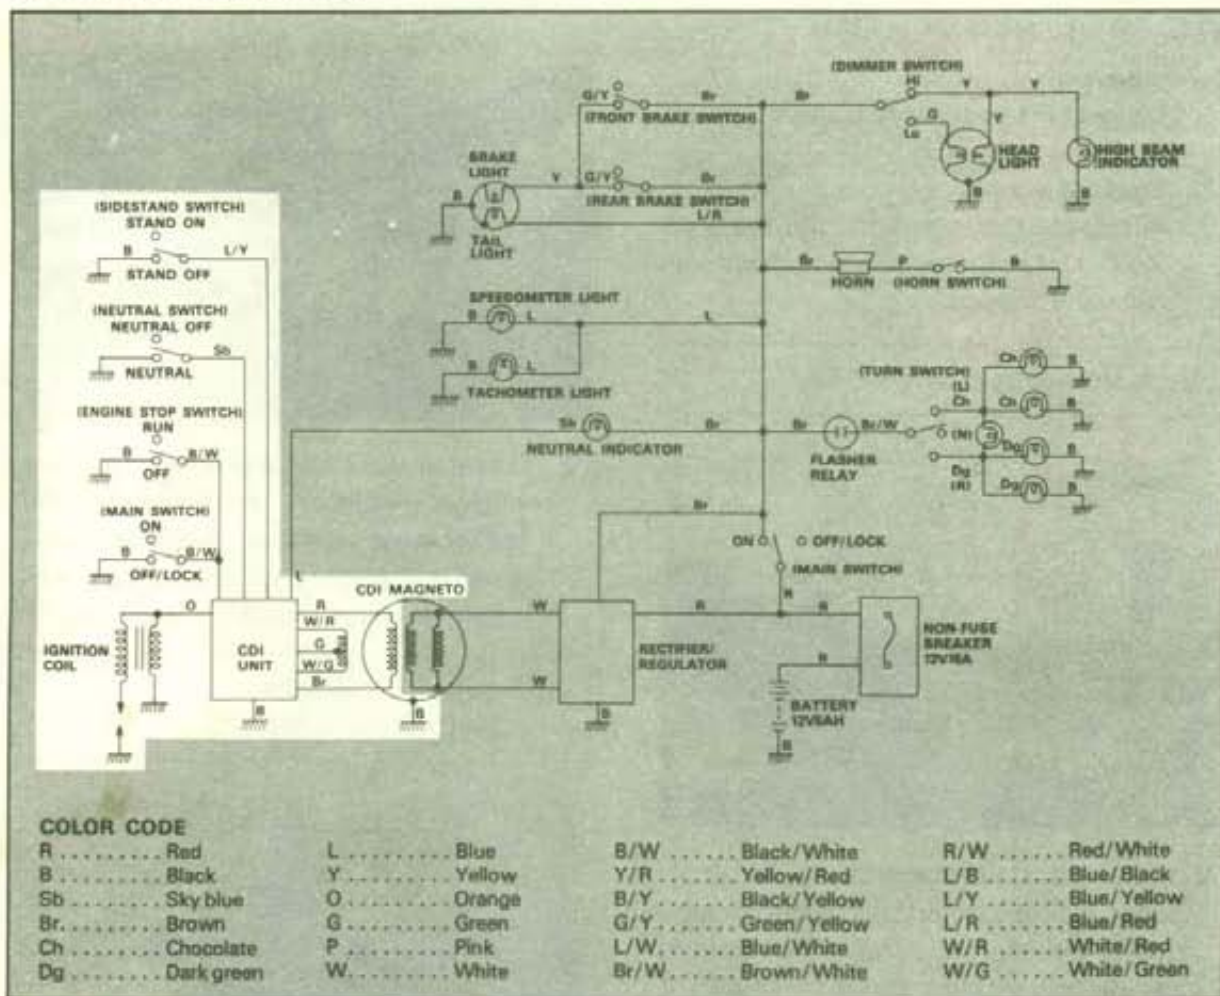 (DIMMER SWITCH)
Hi
Y
Y
G/Y
Br
Br
(FRONT BRAKE SWITCH)
G
Y
Lo
HEAD LIGHT
HIGH BEAM INDICATOR
BRAKE LIGHT
Y
G/Y
Br
B
(REAR BRAKE SWITCH)
B
B
L/R
TAIL LIGHT
(SIDESTAND SWITCH)
STAND ON
B
L/Y
STAND OFF
Br
P
B
HORN
(HORN SWITCH)
(NEUTRAL SWITCH)
NEUTRAL OFF
SPEEDOMETER LIGHT
B
L
L
Sb
NEUTRAL
B
L
TACHOMETER LIGHT
(TURN SWITCH)
(L)
Ch
B
Ch
Ch
B
(ENGINE STOP SWITCH)
RUN
B
B/W
OFF
Sb
Br
Br
Br/W
(N)
Dg
B
NEUTRAL INDICATOR
FLASHER RELAY
Dg
(R)
Dg
B
(MAIN SWITCH)
ON
B
B/W
OFF/LOCK
Br
ON
OFF/LOCK
(MAIN SWITCH)
L
CDI MAGNETO
R
O
R
W
R
R
W/R
IGNITION COIL
CDI UNIT
G
W/G
Br
RECTIFIER/
REGULATOR
NON-FUSE
BREAKER
12V16A
R
W
B
B
B
BATTERY
12V5AH
B
COLOR CODE
R ......... Red
B ......... Black
Sb ........ Sky blue
Br......... Brown
Ch ........ Chocolate
Dg ........ Dark green
L ......... Blue
Y ......... Yellow
O ......... Orange
G ......... Green
P ......... Pink
W ......... White
B/W ...... Black/White
Y/R ...... Yellow/Red
B/Y ...... Black/Yellow
G/Y ...... Green/Yellow
L/W ...... Blue/White
Br/W ..... Brown/White
R/W ...... Red/White
L/B ...... Blue/Black
L/Y ...... Blue/Yellow
L/R ...... Blue/Red
W/R ...... White/Red
W/G ...... White/Green